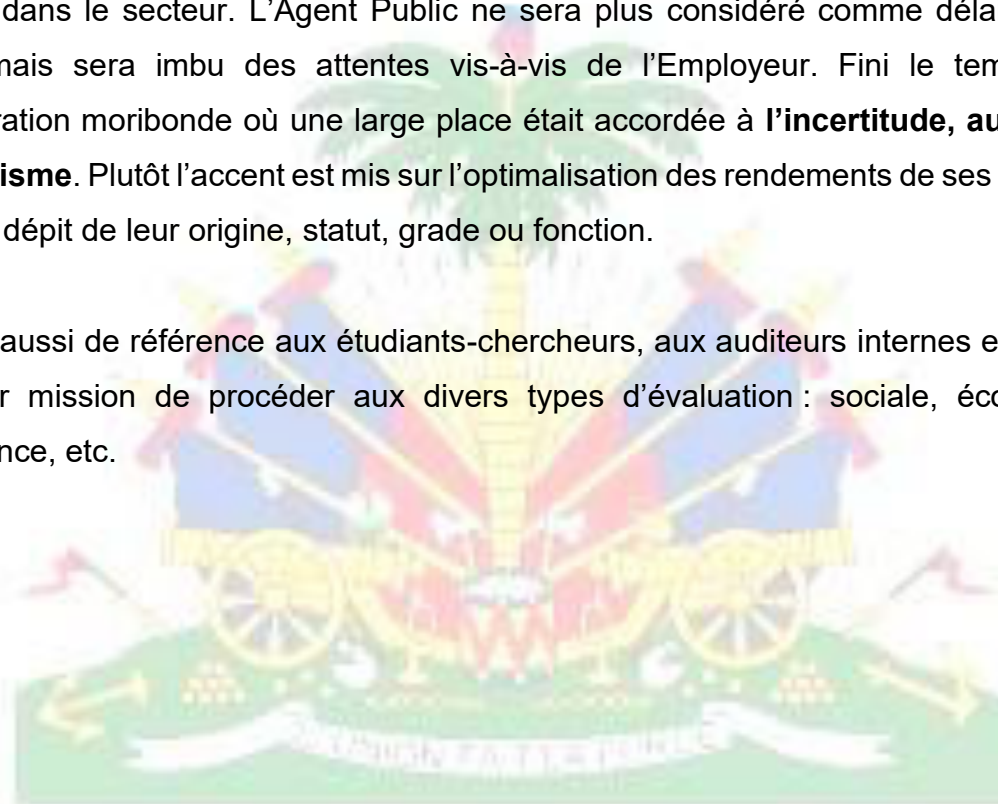 dans le secteur. L’Agent Public ne sera plus considéré comme déla
mais sera imbu des attentes vis-à-vis de l’Employeur. Fini le tem
ration moribonde où une large place était accordée à l’incertitude, au
isme. Plutôt l’accent est mis sur l’optimalisation des rendements de ses
dépit de leur origine, statut, grade ou fonction.
aussi de référence aux étudiants-chercheurs, aux auditeurs internes e
r mission de procéder aux divers types d’évaluation : sociale, éco
nce, etc.